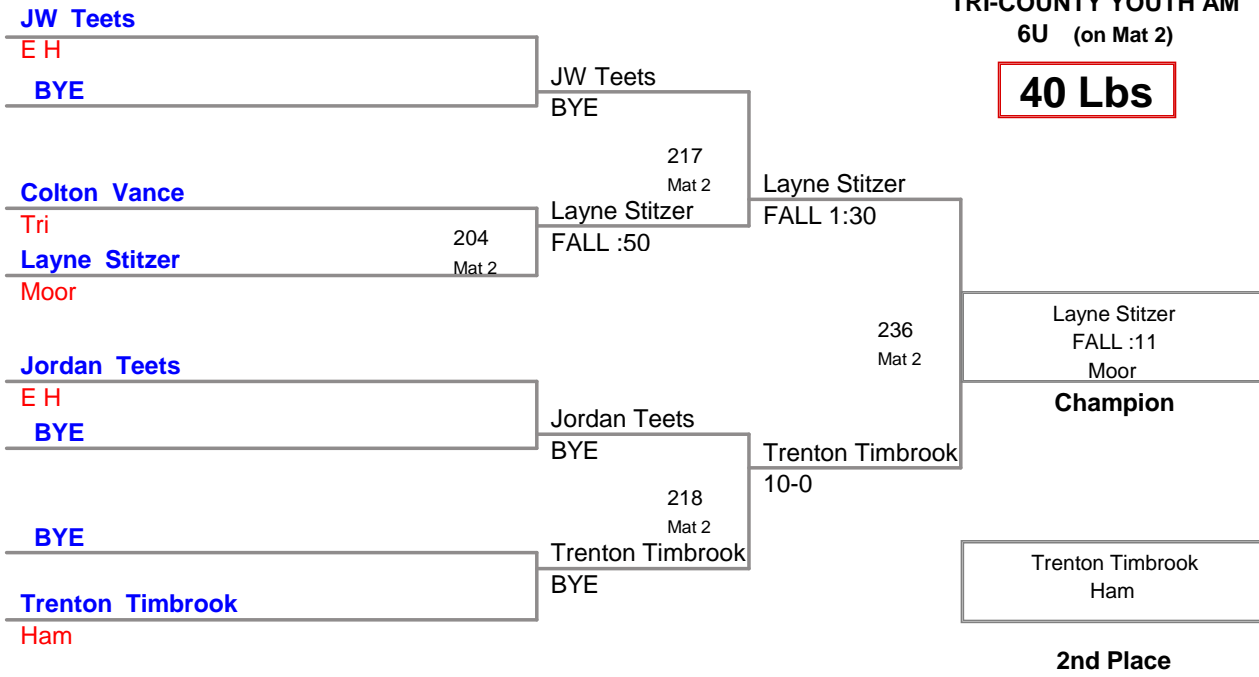 TRI-COUNTY YOUTH AM
6U (on Mat 2)
40 Lbs
JW Teets
E H
BYE
JW Teets
BYE
217
Mat 2
Colton Vance
Tri
204
Mat 2
Layne Stitzer
Moor
Layne Stitzer
FALL :50
Layne Stitzer
FALL 1:30
Jordan Teets
E H
BYE
Jordan Teets
BYE
218
Mat 2
BYE
Trenton Timbrook
Ham
Trenton Timbrook
BYE
Trenton Timbrook
10-0
236
Mat 2
Layne Stitzer
FALL :11
Moor
Champion
Trenton Timbrook
Ham
2nd Place